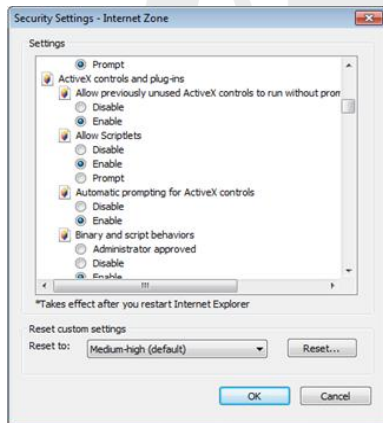 Security Settings - Internet Zone
Settings
Prompt
ActiveX controls and plug-ins
Allow previously unused ActiveX controls to run without prom
Disable
Enable
Allow Scriptlets
Disable
Enable
Prompt
Automatic prompting for ActiveX controls
Disable
Enable
Binary and script behaviors
Administrator approved
Disable
Enable
*Takes effect after you restart Internet Explorer
Reset custom settings
Reset to: Medium-high (default) Reset...
OK Cancel